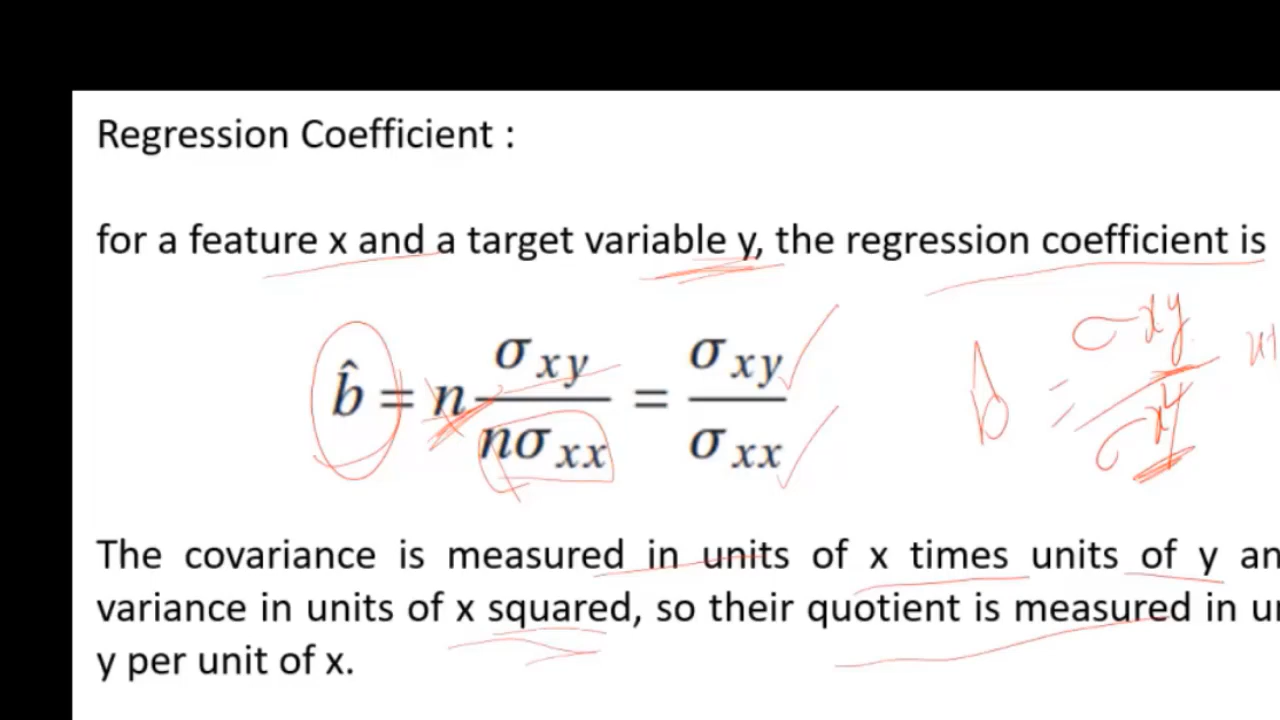 Regression Coefficient :
for a feature x and a target variable y, the regression coefficient is
b̂ = n σxy / nσxx = σxy / σxx
b = σxy / σxy
The covariance is measured in units of x times units of y an
variance in units of x squared, so their quotient is measured in u
y per unit of x.